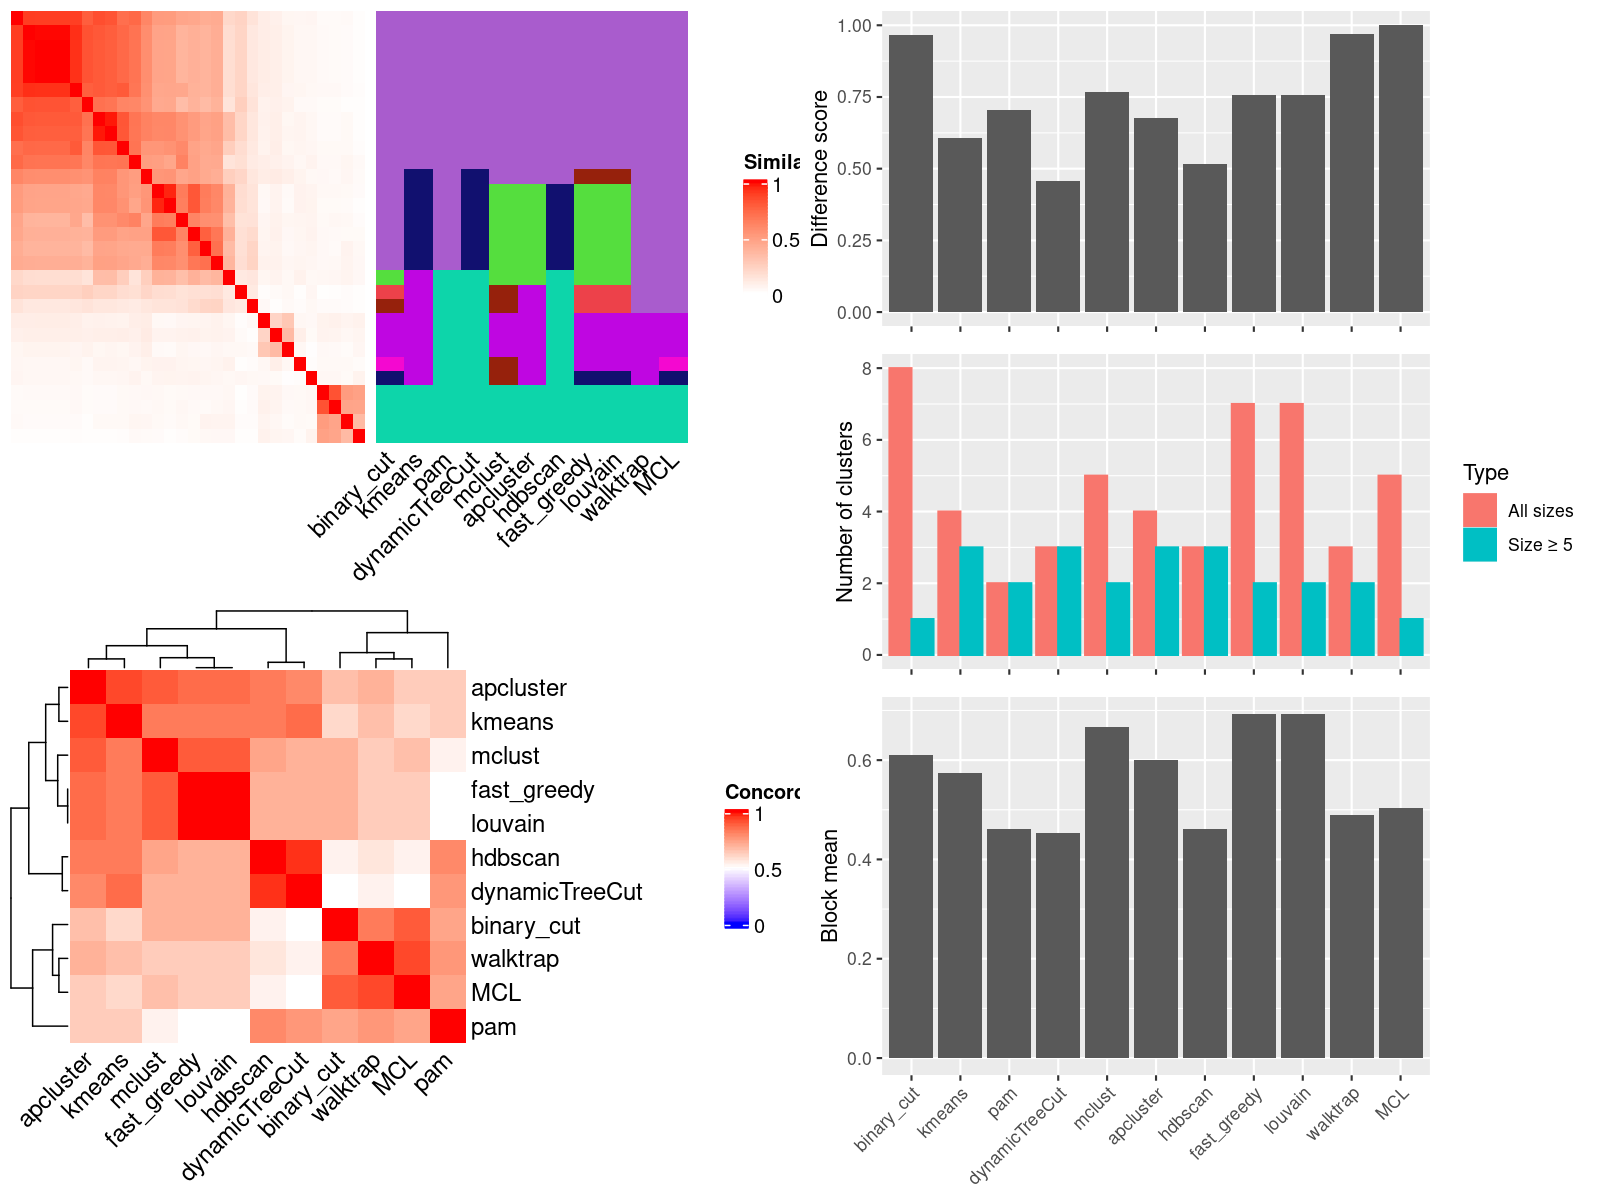 Simila
1
0.5
0
binary_cut
kmeans
pam
dynamicTreeCut
mclust
apcluster
hdbscan
fast_greedy
louvain
walktrap
MCL
apcluster
kmeans
mclust
fast_greedy
louvain
hdbscan
dynamicTreeCut
binary_cut
walktrap
MCL
pam
apcluster
kmeans
mclust
fast_greedy
louvain
hdbscan
dynamicTreeCut
binary_cut
walktrap
MCL
pam
Concord
1
0.5
0
Difference score
1.00
0.75
0.50
0.25
0.00
Number of clusters
8
6
4
2
0
Type
All sizes
Size ≥ 5
Block mean
0.6
0.4
0.2
0.0
binary_cut
kmeans
pam
dynamicTreeCut
mclust
apcluster
hdbscan
fast_greedy
louvain
walktrap
MCL